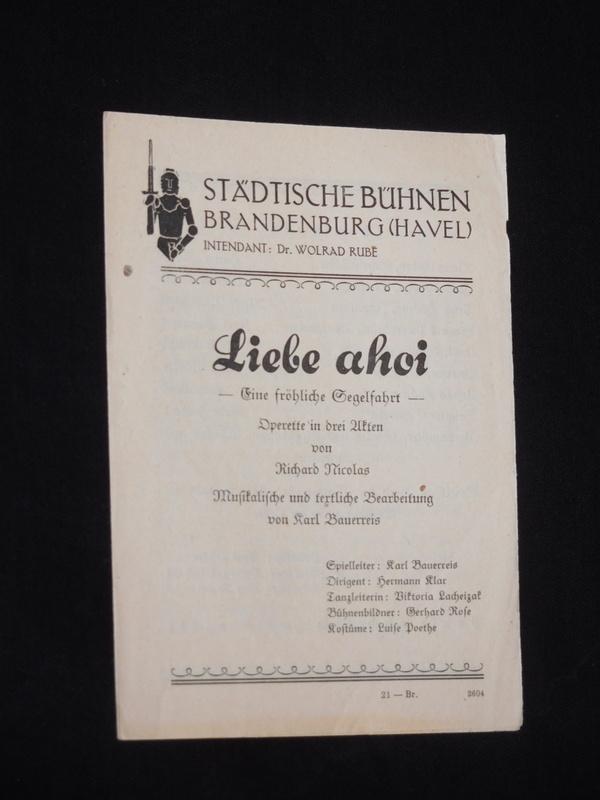 STÄDTISCHE BÜHNEN
BRANDENBURG (HAVEL)
INTENDANT: Dr. WOLRAD RUBE
Liebe ahoi
— Eine fröhliche Segelfahrt —
Operette in drei Akten
von
Richard Nicolas
Musikalische und textliche Bearbeitung
von Karl Bauerreis
Spielleiter: Karl Bauerreis
Dirigent: Hermann Klar
Tanzleiterin: Viktoria Lacheizak
Bühnenbildner: Gerhard Rose
Kostüme: Luise Poethe
21 — Br. 2604